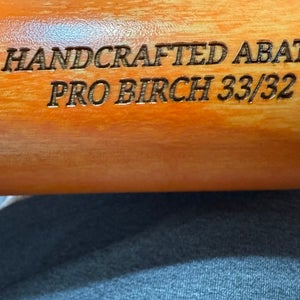 HANDCRAFTED ABAT
PRO BIRCH 33/32